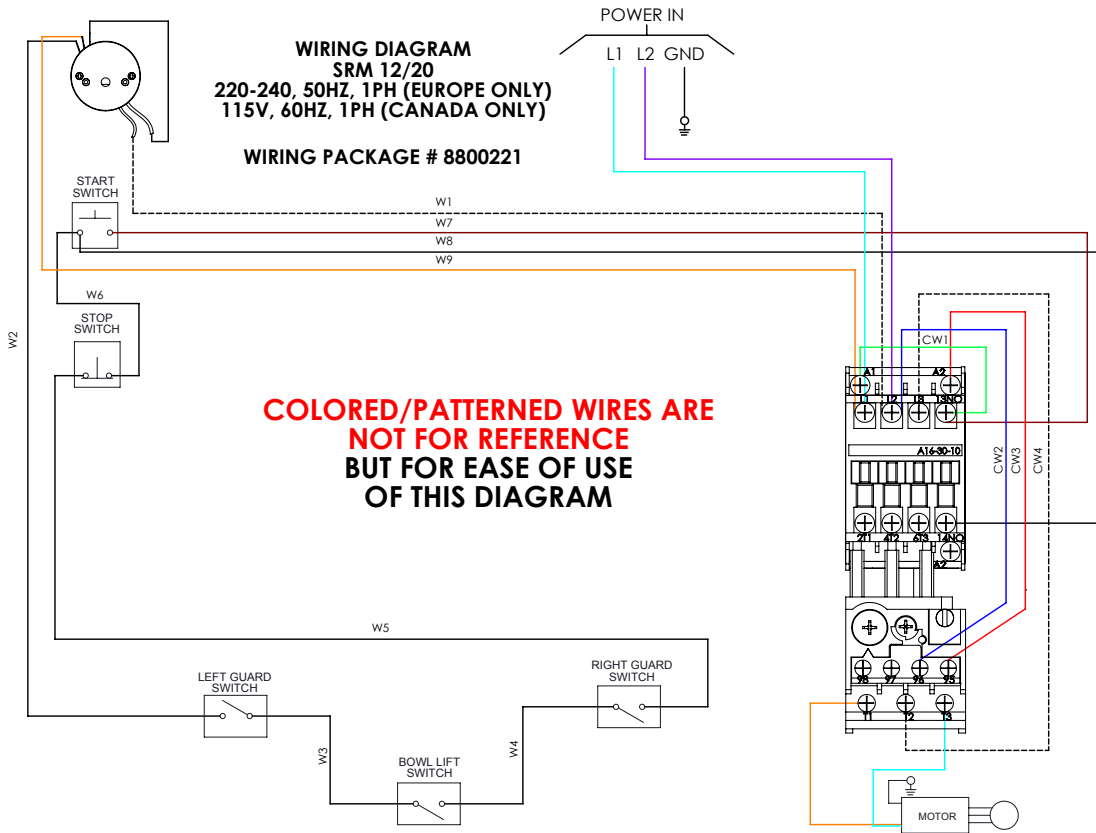 POWER IN
L1 L2 GND
WIRING DIAGRAM
SRM 12/20
220-240, 50HZ, 1PH (EUROPE ONLY)
115V, 60HZ, 1PH (CANADA ONLY)
WIRING PACKAGE # 8800221
START
SWITCH
W1
W7
W8
W9
W6
STOP
SWITCH
W2
CW1
A1 A2
L1 L2 L3 13NO
A16-30-10
CW2
CW3
CW4
COLORED/PATTERNED WIRES ARE
NOT FOR REFERENCE
BUT FOR EASE OF USE
OF THIS DIAGRAM
2T1 4T2 6T3 14NO
A2
W5
98 97 96 95
T1 T2 T3
LEFT GUARD
SWITCH
RIGHT GUARD
SWITCH
W3
W4
BOWL LIFT
SWITCH
MOTOR